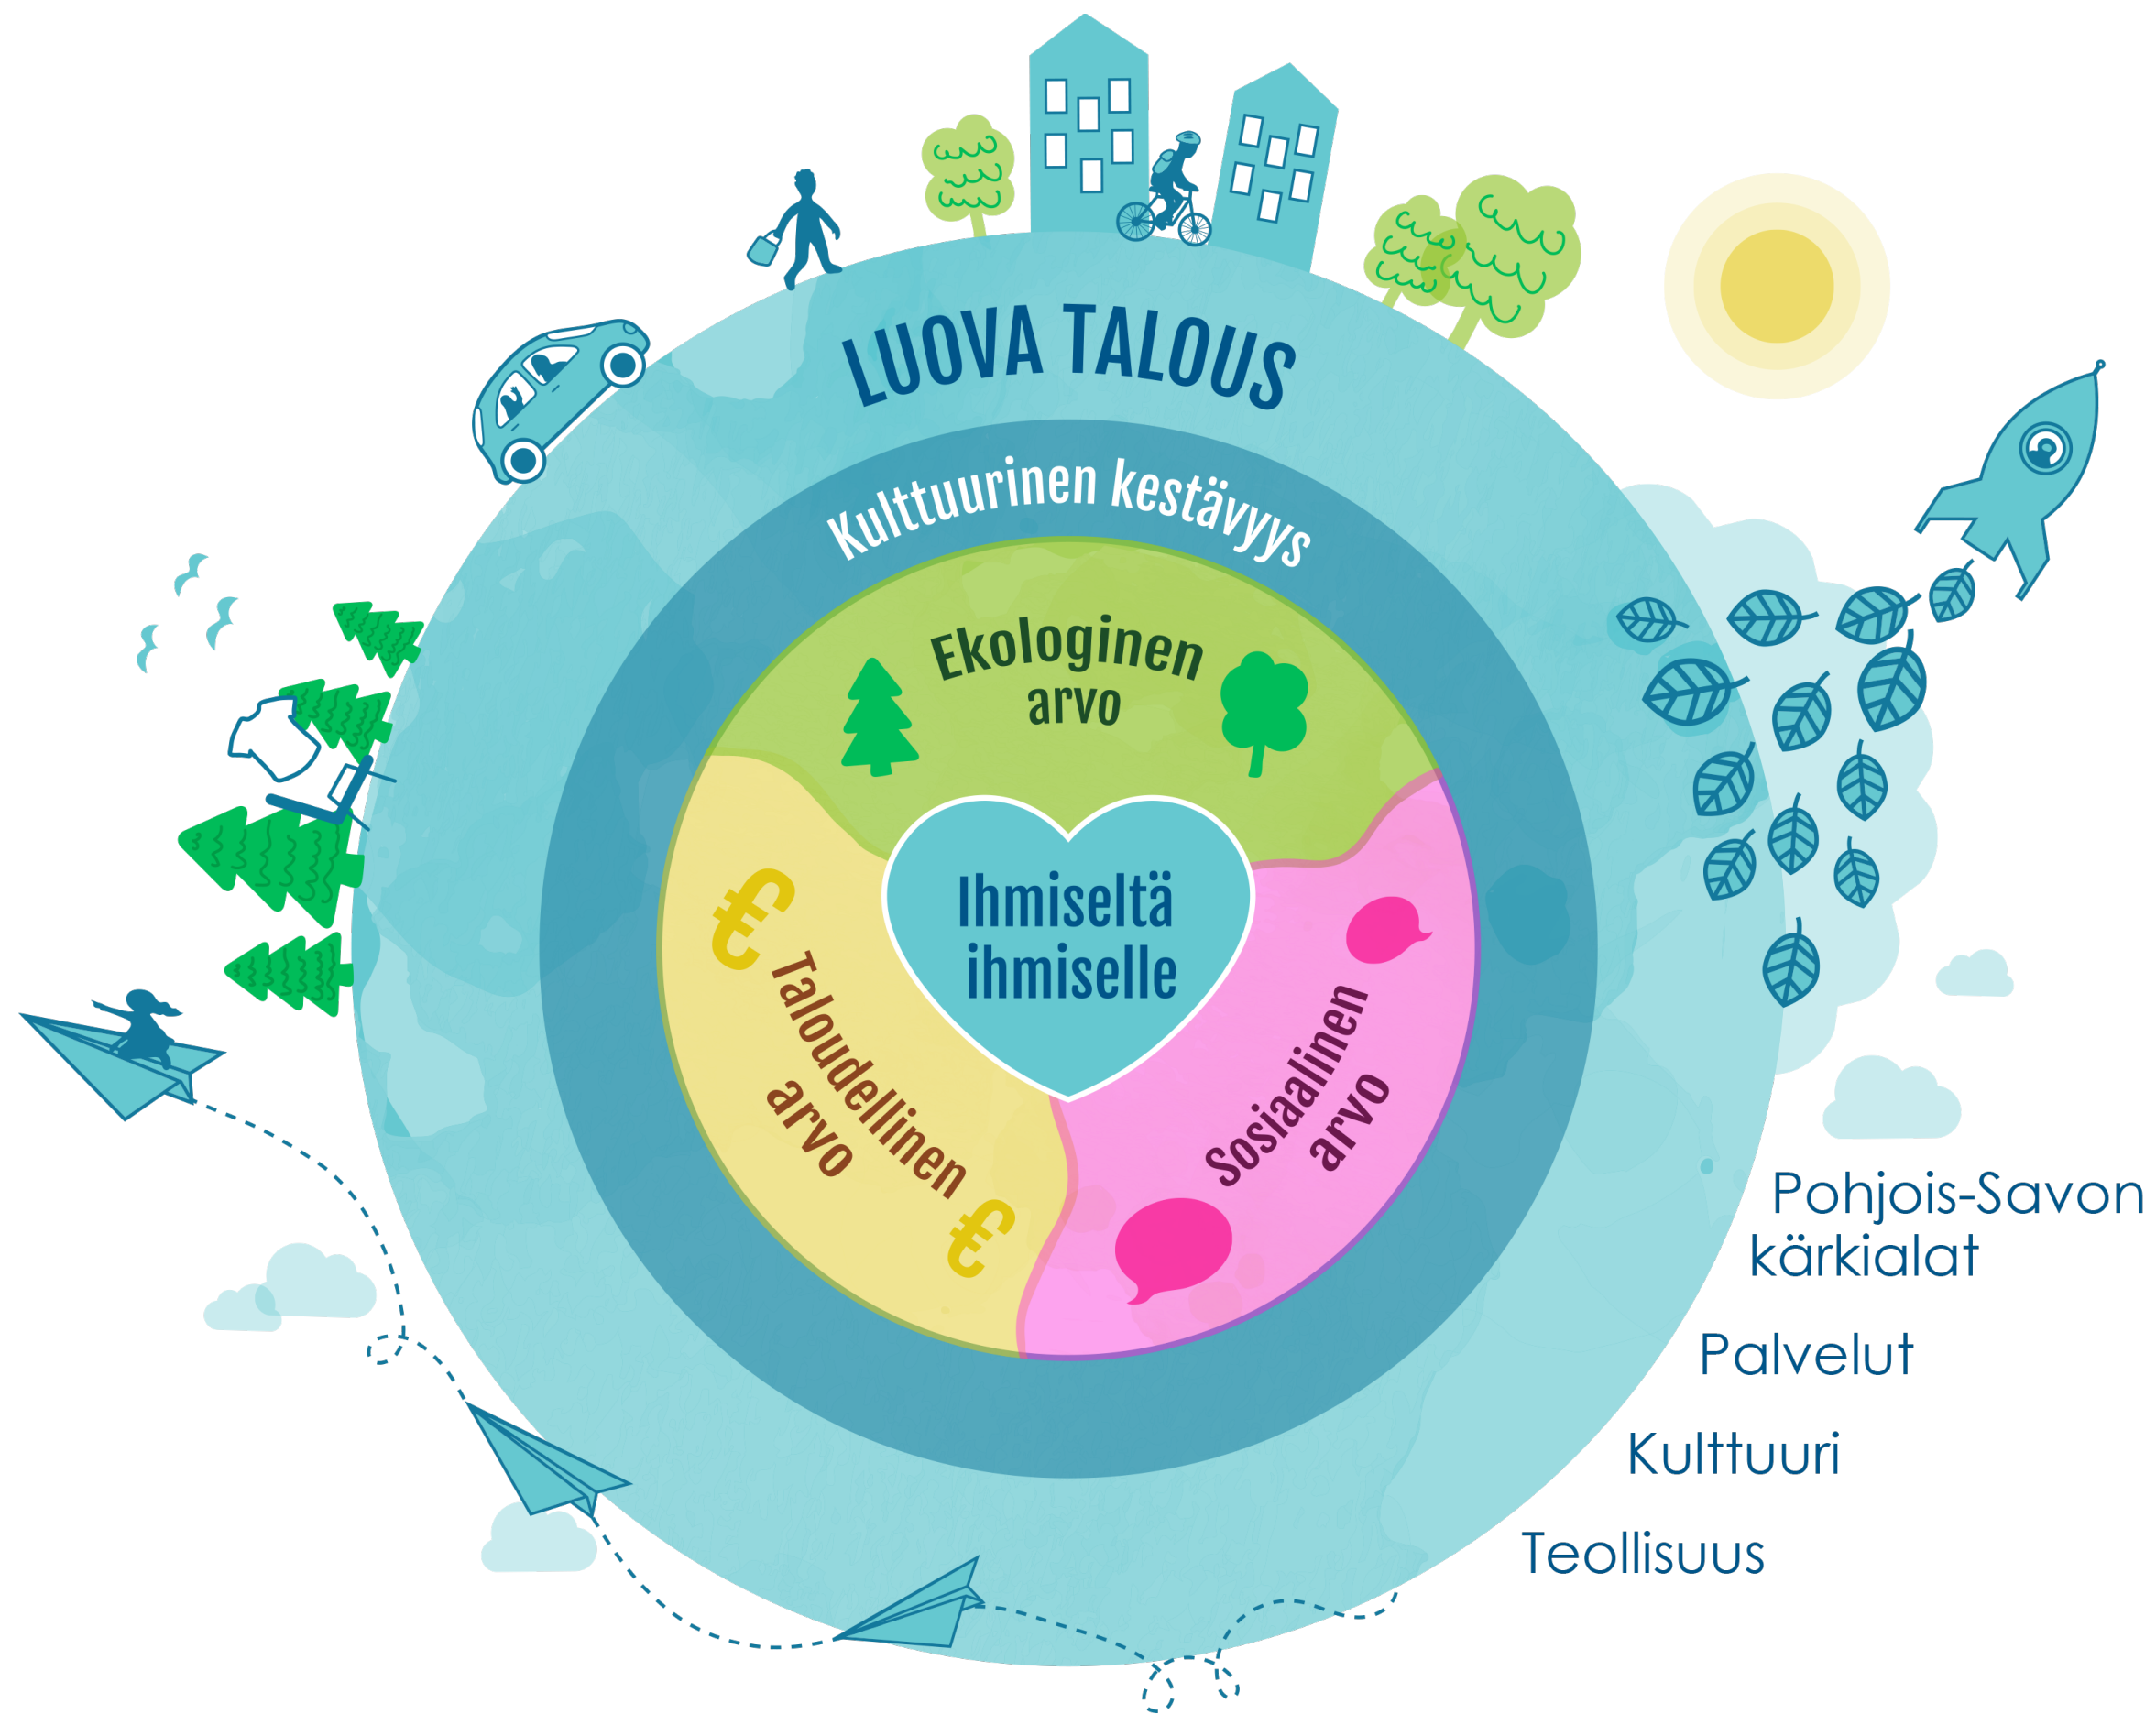 LUOVA TALOUS
Kulttuurinen kestävyys
Ekologinen
arvo
Ihmiseltä
ihmiselle
Taloudellinen
arvo
Sosiaalinen
arvo
€
€
Pohjois-Savon
kärkialat
Palvelut
Kulttuuri
Teollisuus